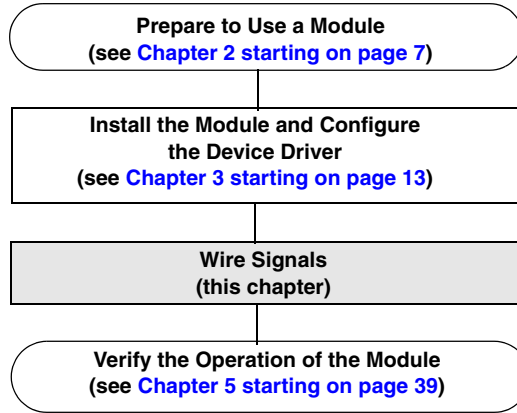 Prepare to Use a Module
(see Chapter 2 starting on page 7)
Install the Module and Configure
the Device Driver
(see Chapter 3 starting on page 13)
Wire Signals
(this chapter)
Verify the Operation of the Module
(see Chapter 5 starting on page 39)